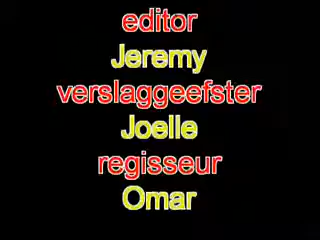 editor
Jeremy
verslaggeefster
Joelle
regisseur
Omar